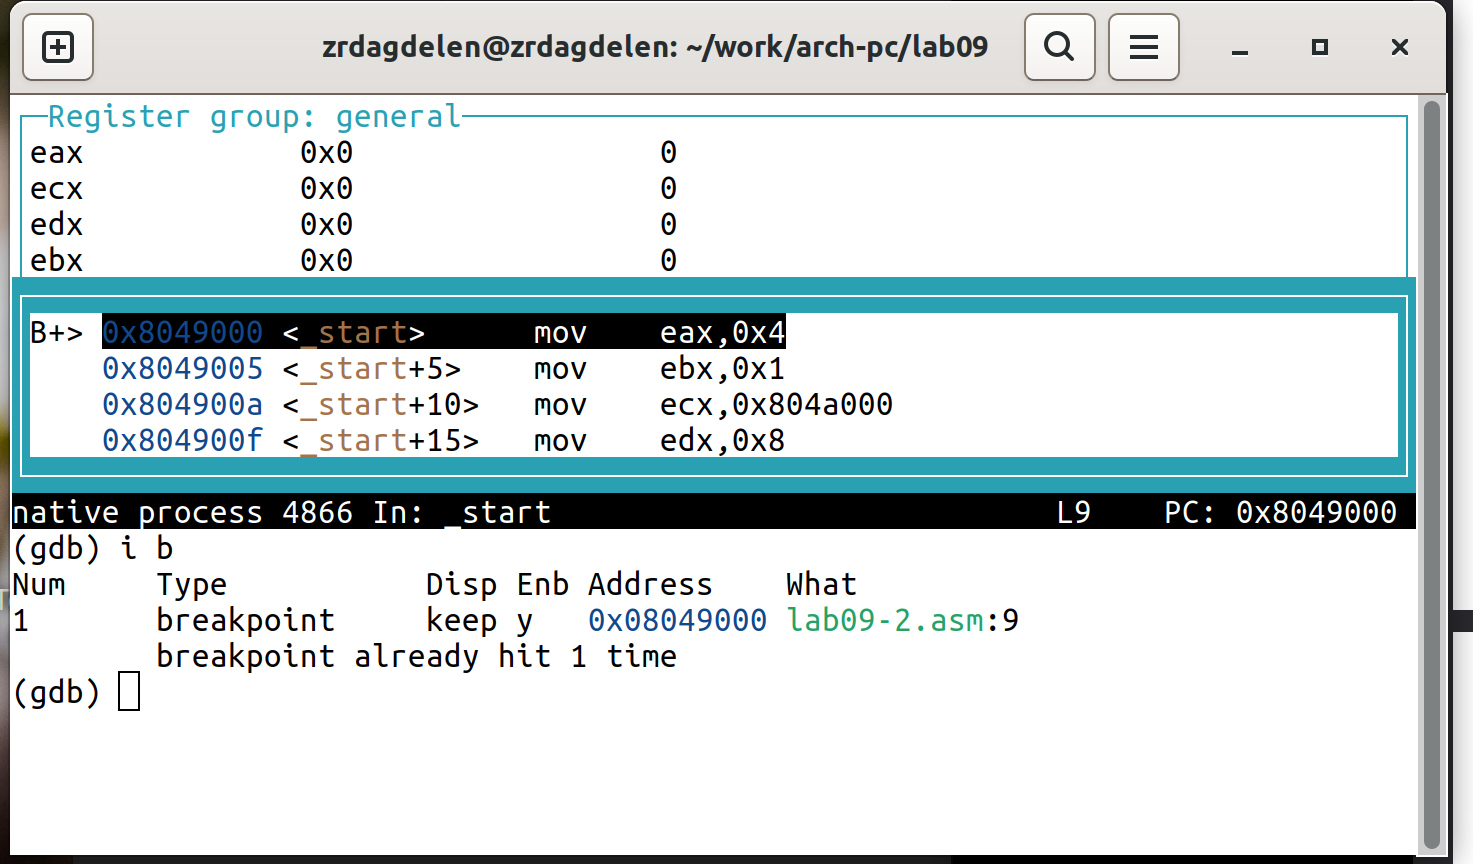 zrdagdelen@zrdagdelen: ~/work/arch-pc/lab09
Register group: general
eax 0x0 0
ecx 0x0 0
edx 0x0 0
ebx 0x0 0
B+> 0x8049000 <_start> mov eax,0x4
0x8049005 <_start+5> mov ebx,0x1
0x804900a <_start+10> mov ecx,0x804a000
0x804900f <_start+15> mov edx,0x8
native process 4866 In: _start L9 PC: 0x8049000
(gdb) i b
Num Type Disp Enb Address What
1 breakpoint keep y 0x08049000 lab09-2.asm:9
breakpoint already hit 1 time
(gdb)